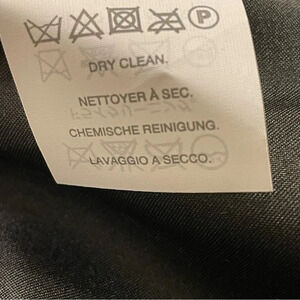 P
DRY CLEAN.
NETTOYER À SEC.
CHEMISCHE REINIGUNG.
LAVAGGIO A SECCO.